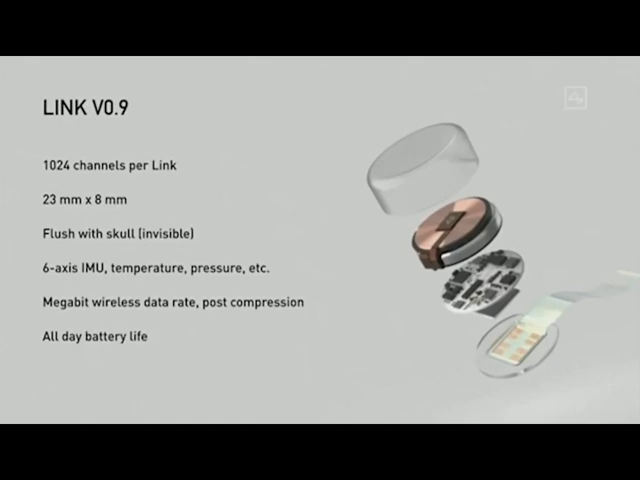 LINK V0.9
1024 channels per Link
23 mm x 8 mm
Flush with skull (invisible)
6-axis IMU, temperature, pressure, etc.
Megabit wireless data rate, post compression
All day battery life